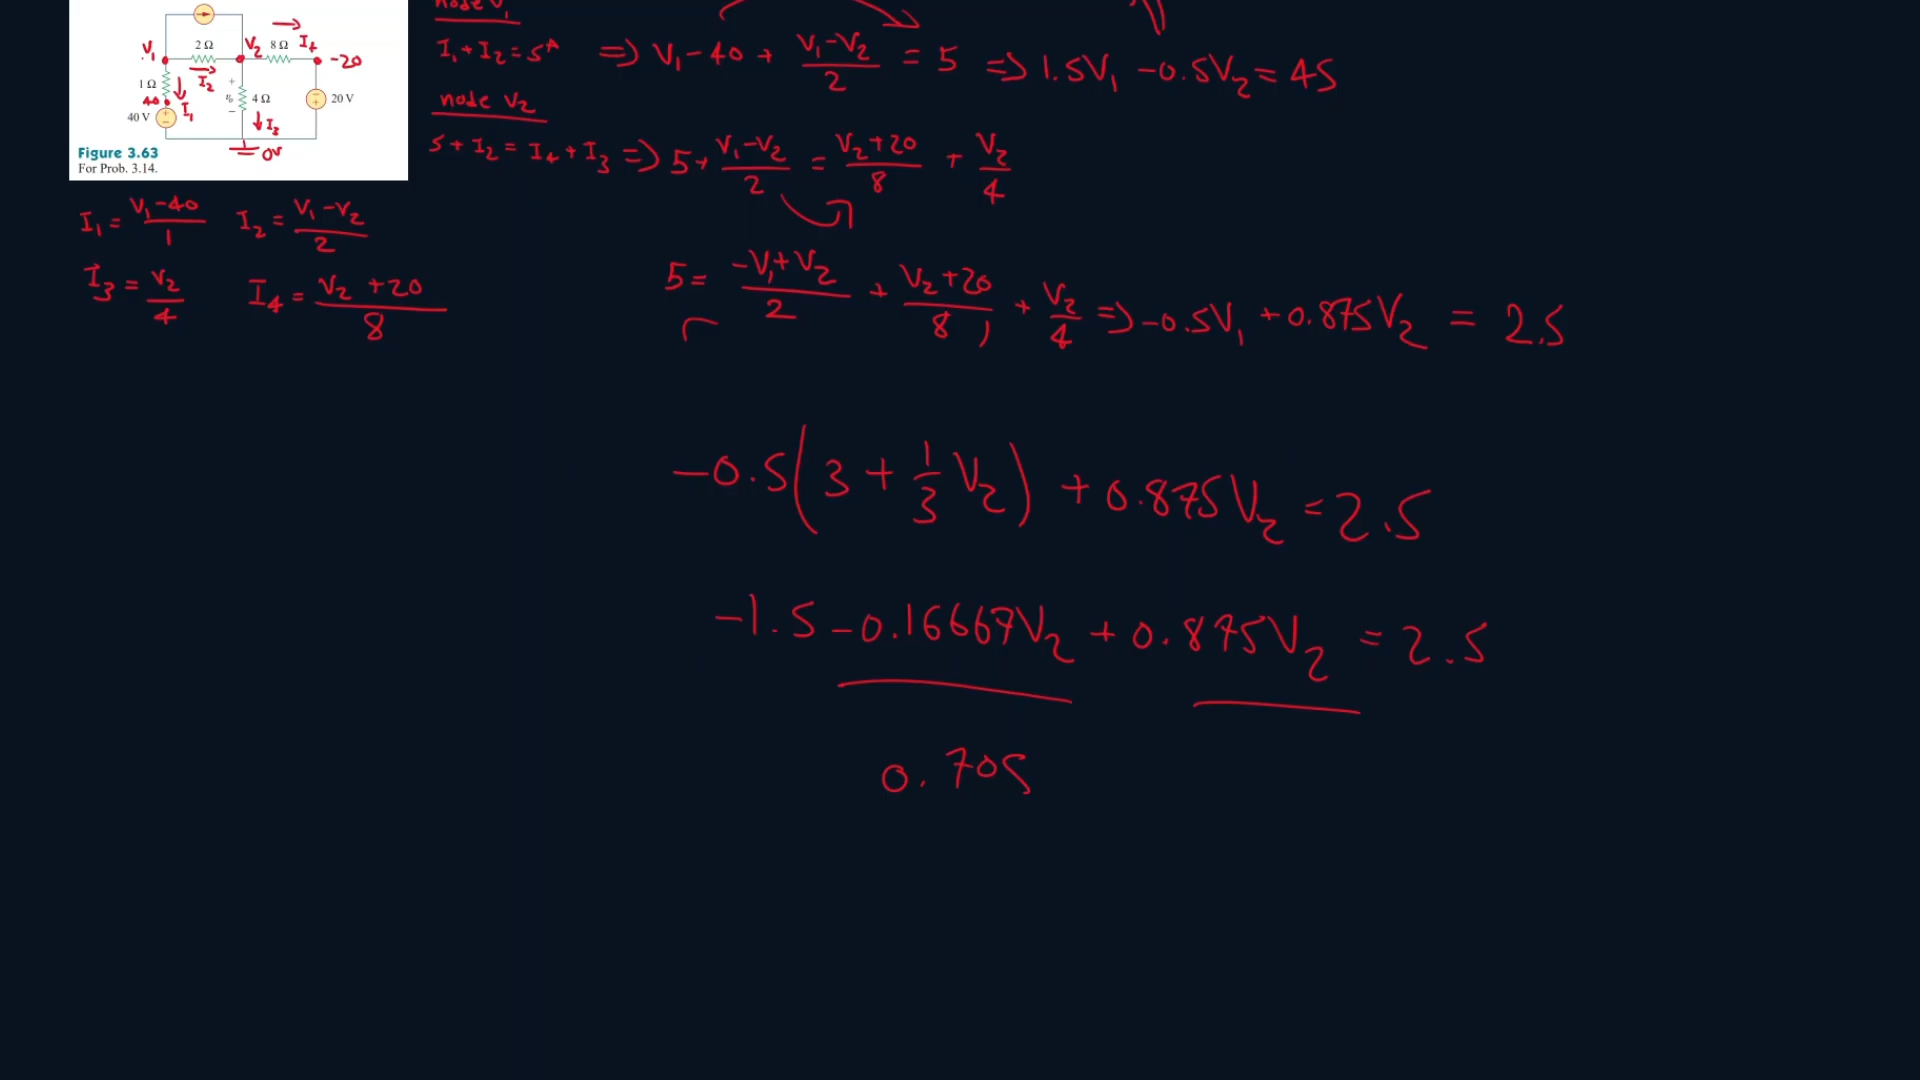 node V₁
I₁+I₂=5ᴬ ⇒ V₁-40 + (V₁-V₂)/2 = 5 ⇒ 1.5V₁ -0.5V₂ = 45
node V₂
5+I₂ = I₄+I₃ ⇒ 5+ (V₁-V₂)/2 = (V₂+20)/8 + V₂/4
5= (-V₁+V₂)/2 + (V₂+20)/8 + V₂/4 ⇒ -0.5V₁ +0.875V₂ = 2.5
-0.5(3 + 1/3 V₂) + 0.875V₂ = 2.5
-1.5 -0.16667V₂ + 0.875V₂ = 2.5
0.705
V₁ 2 Ω V₂ 8 Ω I₄ -20
1 Ω I₂
40 I₁ + v₀ - 4 Ω 20 V
40 V I₃
0V
Figure 3.63
For Prob. 3.14.
I₁ = (V₁-40)/1 I₂ = (V₁-V₂)/2
I₃ = V₂/4 I₄ = (V₂+20)/8